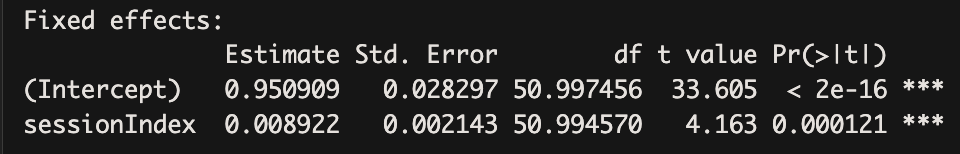 Fixed effects:
Estimate Std. Error df t value Pr(>|t|)
(Intercept) 0.950909 0.028297 50.997456 33.605 < 2e-16 ***
sessionIndex 0.008922 0.002143 50.994570 4.163 0.000121 ***